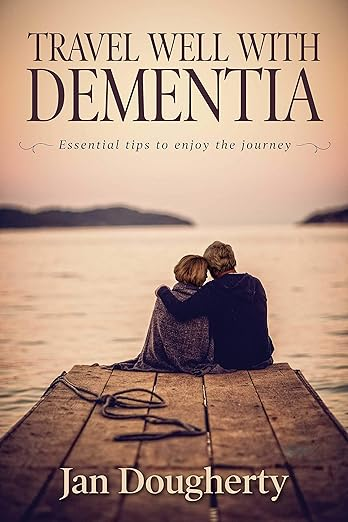 TRAVEL WELL WITH
DEMENTIA
Essential tips to enjoy the journey
Jan Dougherty